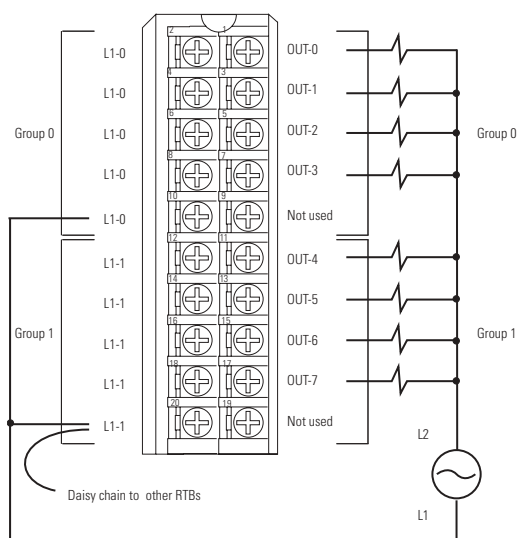 2 1
L1-0 OUT-0
4 3
L1-0 OUT-1
6 5
Group 0 L1-0 OUT-2 Group 0
8 7
L1-0 OUT-3
10 9
L1-0 Not used
12 11
L1-1 OUT-4
14 13
L1-1 OUT-5
16 15
Group 1 L1-1 OUT-6 Group 1
18 17
L1-1 OUT-7
20 19
L1-1 Not used
L2
Daisy chain to other RTBs
L1